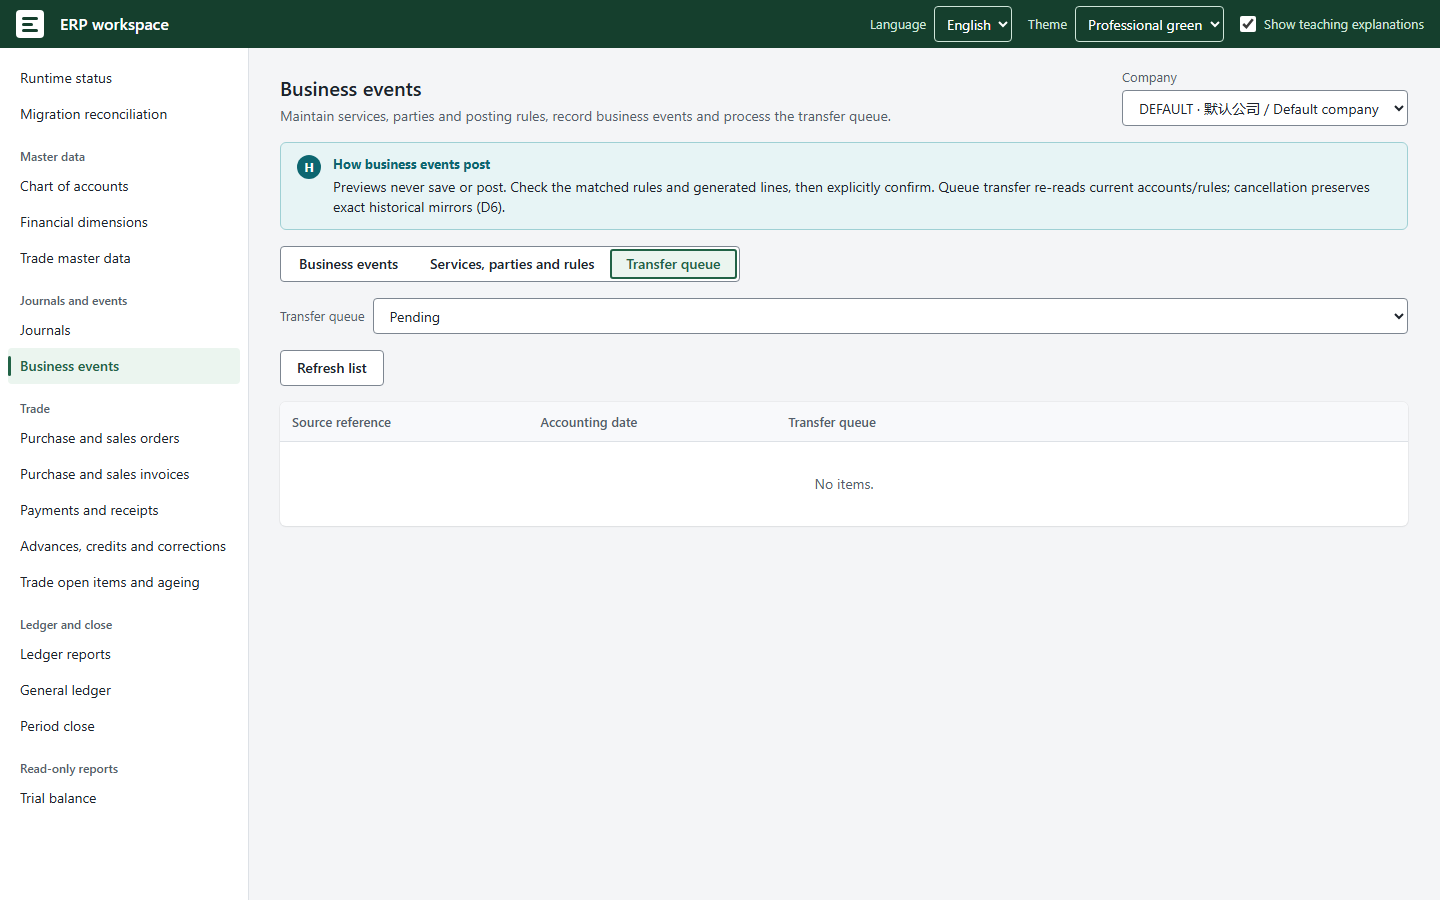 ERP workspace
Language English Theme Professional green Show teaching explanations
Runtime status
Migration reconciliation
Master data
Chart of accounts
Financial dimensions
Trade master data
Journals and events
Journals
Business events
Trade
Purchase and sales orders
Purchase and sales invoices
Payments and receipts
Advances, credits and corrections
Trade open items and ageing
Ledger and close
Ledger reports
General ledger
Period close
Read-only reports
Trial balance
Business events
Maintain services, parties and posting rules, record business events and process the transfer queue.
Company
DEFAULT · 默认公司 / Default company
H
How business events post
Previews never save or post. Check the matched rules and generated lines, then explicitly confirm. Queue transfer re-reads current accounts/rules; cancellation preserves
exact historical mirrors (D6).
Business events Services, parties and rules Transfer queue
Transfer queue Pending
Refresh list
Source reference Accounting date Transfer queue
No items.